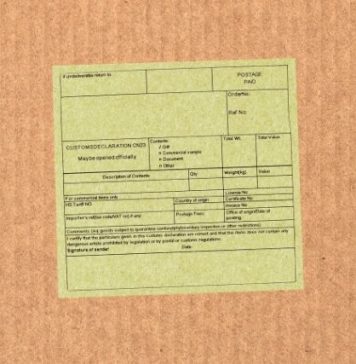 If undeliverable return to:
POSTAGE
PAID
OrderNo:
Ref No:
CUSTOMS DECLARATION CN23
May be opened officially
Contents:
Gift
Commercial sample
Document
Other
Total Wt.
Total Value
Description of Contents
Qty
Weight(kg)
Value
For commercial items only
HS Tariff NO.
Country of origin
License No
Certificate No
Invoice No
Importer's ref(tax code/VAT no) if any
Postage Fees:
Office of origin/Date of
posting
Comments: (eg goods subject to quarantine sanitary/phytosanitary inspection or other restrictions)
I certify that the particulars given in this customs declaration are correct and that the item does not contain any
dangerous article prohibited by legislation or by postal or customs regulations
Signature of sender
Date